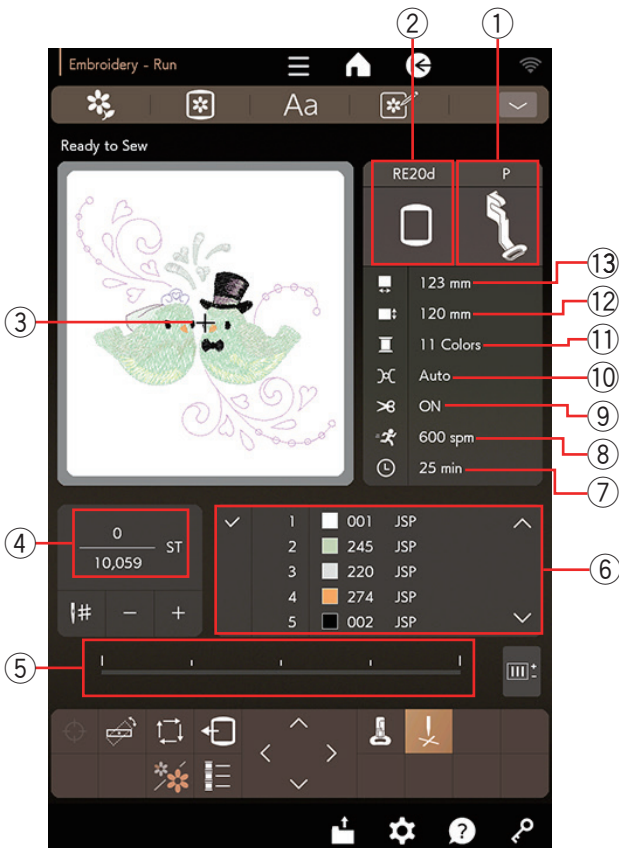 ② ①
Embroidery - Run
Aa
Ready to Sew
RE20d P
③
123 mm ⑬
120 mm ⑫
11 Colors ⑪
Auto ⑩
ON ⑨
600 spm ⑧
25 min ⑦
④
0
10,059
ST
# - +
1 001 JSP
2 245 JSP
3 220 JSP
4 274 JSP
5 002 JSP
⑥
⑤
?